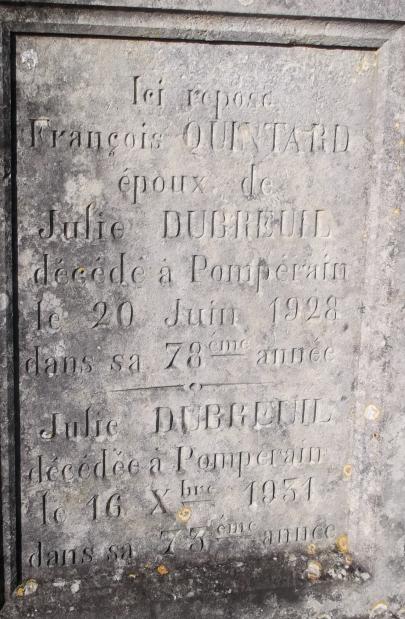 Ici repose
François QUINTARD
époux de
Julie DUBREUIL
décédé à Pompérain
le 20 Juin 1928
dans sa 78ème année
Julie DUBREUIL
décédée à Pompérain
le 16 Xbre 1931
dans sa 73ème année